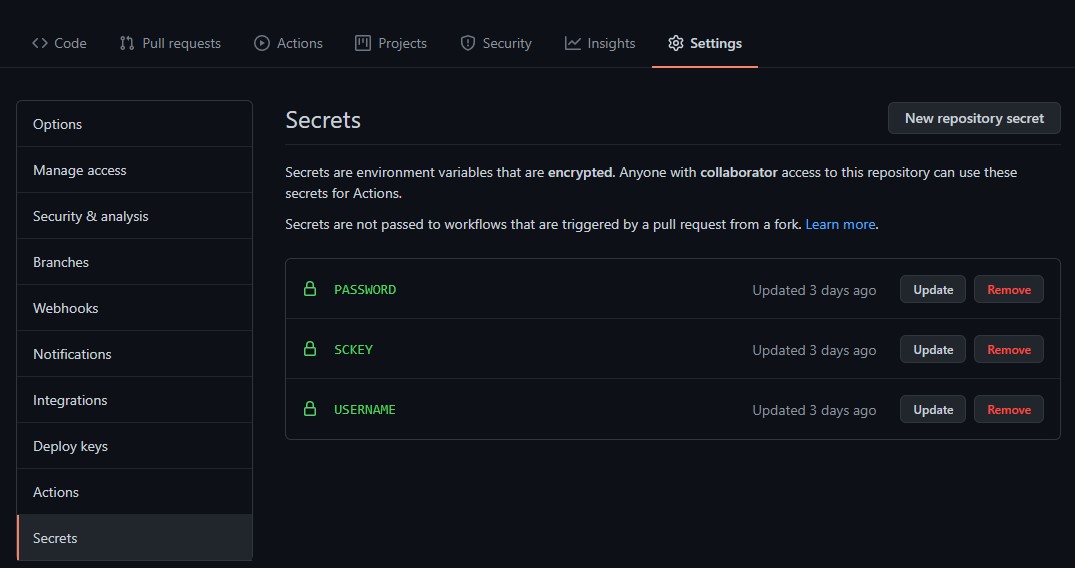 Code Pull requests Actions Projects Security Insights Settings
Options
Manage access
Security & analysis
Branches
Webhooks
Notifications
Integrations
Deploy keys
Actions
Secrets
Secrets New repository secret
Secrets are environment variables that are encrypted. Anyone with collaborator access to this repository can use these
secrets for Actions.
Secrets are not passed to workflows that are triggered by a pull request from a fork. Learn more.
PASSWORD Updated 3 days ago Update Remove
SCKEY Updated 3 days ago Update Remove
USERNAME Updated 3 days ago Update Remove